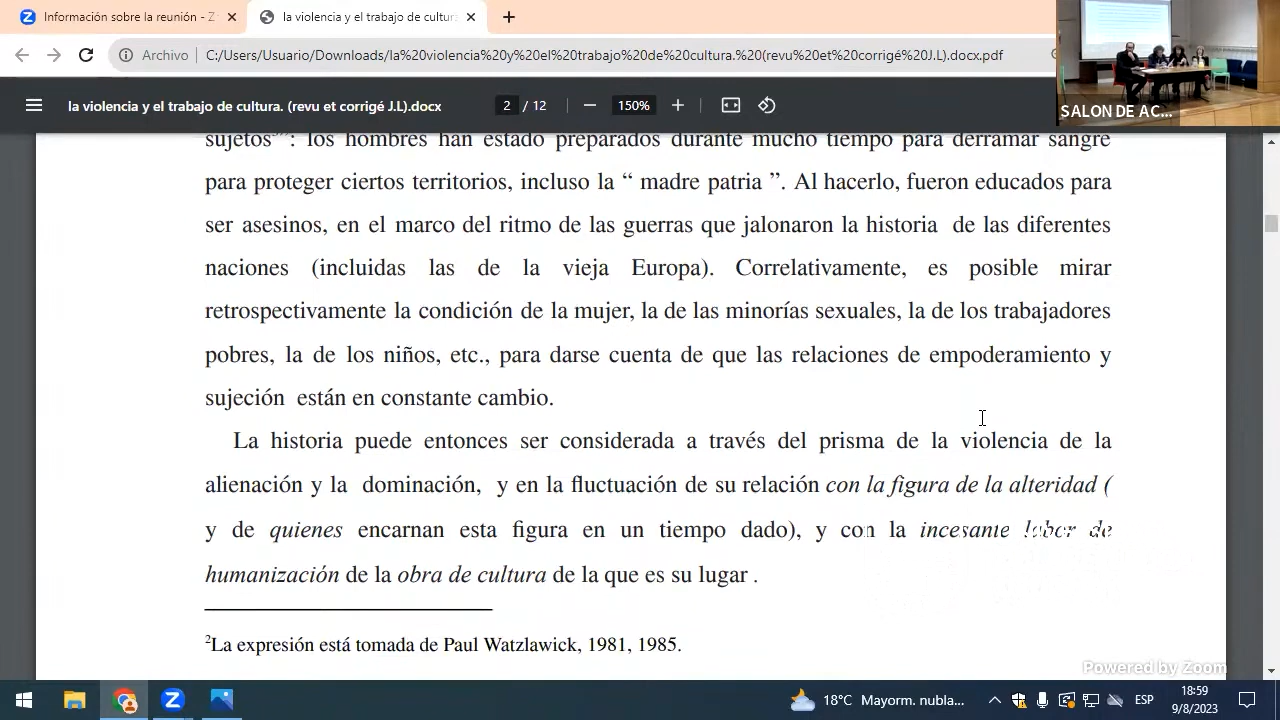 Información sobre la reunión - Z
la violencia y el trabajo de cultura
Archivo
C:/Users/Usuario/Downloads/la%20violencia%20y%20el%20trabajo%20de%20cultura.%20(revu%20et%20corrigé%20J.L).docx.pdf
la violencia y el trabajo de cultura. (revu et corrigé J.L).docx
2 / 12
150%
SALON DE AC...
sujetos : los hombres han estado preparados durante mucho tiempo para derramar sangre
para proteger ciertos territorios, incluso la “ madre patria ”. Al hacerlo, fueron educados para
ser asesinos, en el marco del ritmo de las guerras que jalonaron la historia de las diferentes
naciones (incluidas las de la vieja Europa). Correlativamente, es posible mirar
retrospectivamente la condición de la mujer, la de las minorías sexuales, la de los trabajadores
pobres, la de los niños, etc., para darse cuenta de que las relaciones de empoderamiento y
sujeción están en constante cambio.
La historia puede entonces ser considerada a través del prisma de la violencia de la
alienación y la dominación, y en la fluctuación de su relación con la figura de la alteridad (
y de quienes encarnan esta figura en un tiempo dado), y con la incesante labor de
humanización de la obra de cultura de la que es su lugar .
2La expresión está tomada de Paul Watzlawick, 1981, 1985.
Powered by Zoom
18°C Mayorm. nubla...
ESP
18:59
9/8/2023